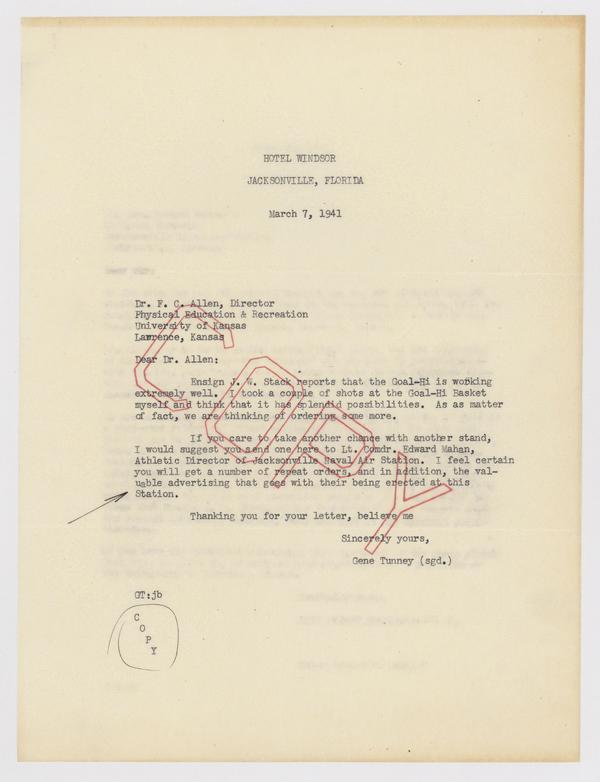 HOTEL WINDSOR
JACKSONVILLE, FLORIDA
March 7, 1941
Dr. F. C. Allen, Director
Physical Education & Recreation
University of Kansas
Lawrence, Kansas
Dear Dr. Allen:
Ensign J. W. Stack reports that the Goal-Hi is working
extremely well. I took a couple of shots at the Goal-Hi Basket
myself and think that it has splendid possibilities. As as matter
of fact, we are thinking of ordering some more.
If you care to take another chance with another stand,
I would suggest you send one here to Lt. Comdr. Edward Mahan,
Athletic Director of Jacksonville Naval Air Station. I feel certain
you will get a number of repeat orders, and in addition, the val-
uable advertising that goes with their being erected at this
Station.
Thanking you for your letter, believe me
Sincerely yours,
Gene Tunney (sgd.)
GT:jb
COPY
COPY